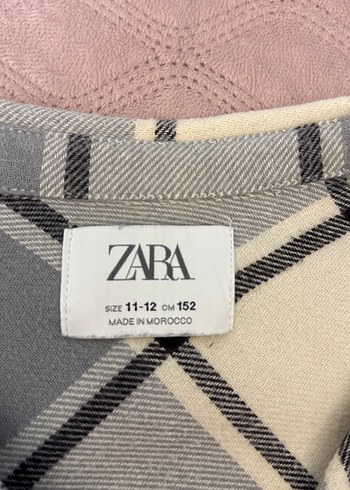 ZARA
SIZE 11-12 CM 152
MADE IN MOROCCO